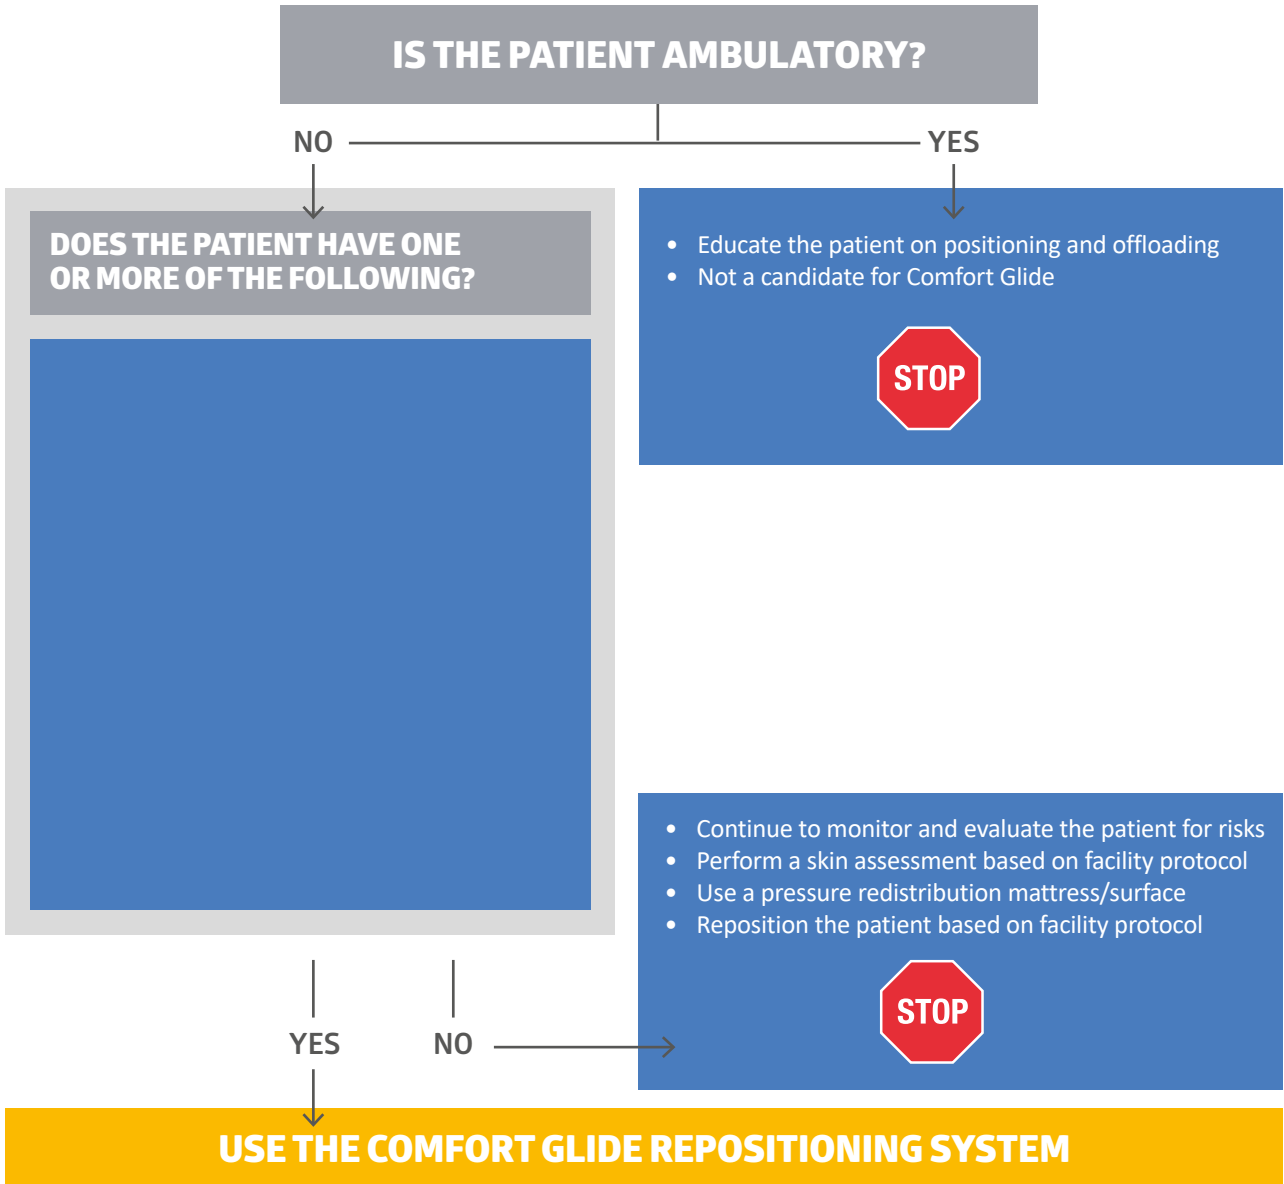 IS THE PATIENT AMBULATORY?
NO
YES
DOES THE PATIENT HAVE ONE
OR MORE OF THE FOLLOWING?
• Educate the patient on positioning and offloading
• Not a candidate for Comfort Glide
STOP
• Continue to monitor and evaluate the patient for risks
• Perform a skin assessment based on facility protocol
• Use a pressure redistribution mattress/surface
• Reposition the patient based on facility protocol
STOP
YES
NO
USE THE COMFORT GLIDE REPOSITIONING SYSTEM